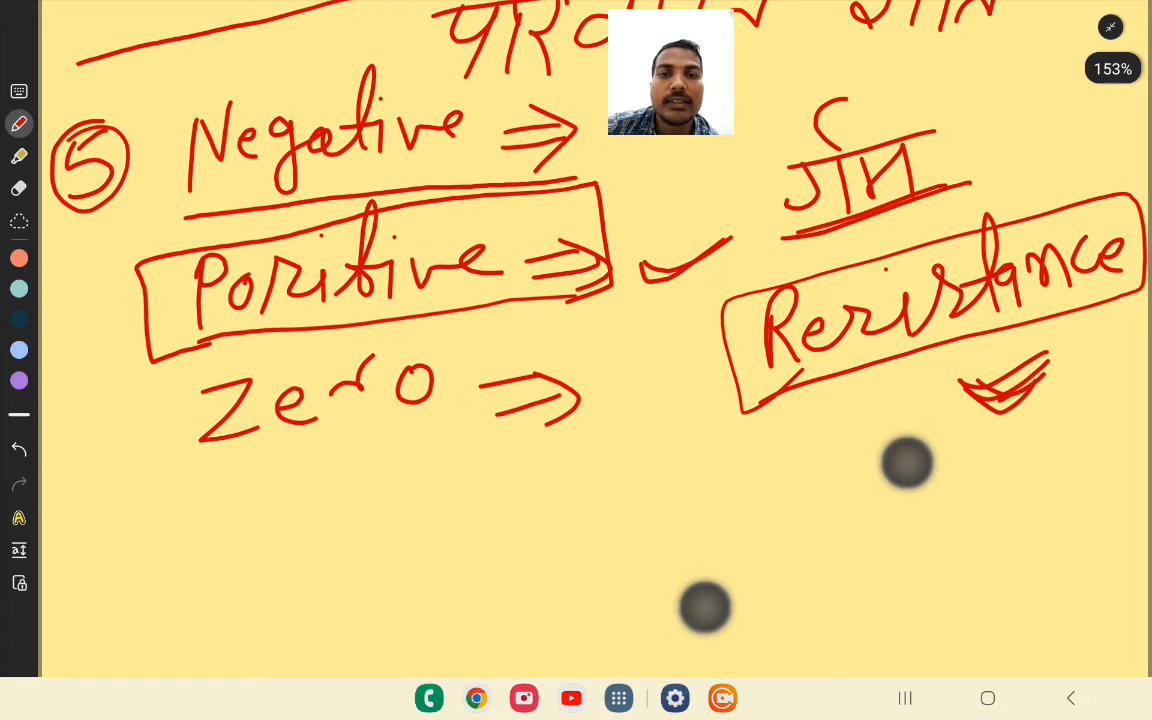 153%
⑤ Negative ⇒
Positive ⇒ ✓
Zero ⇒
Resistance